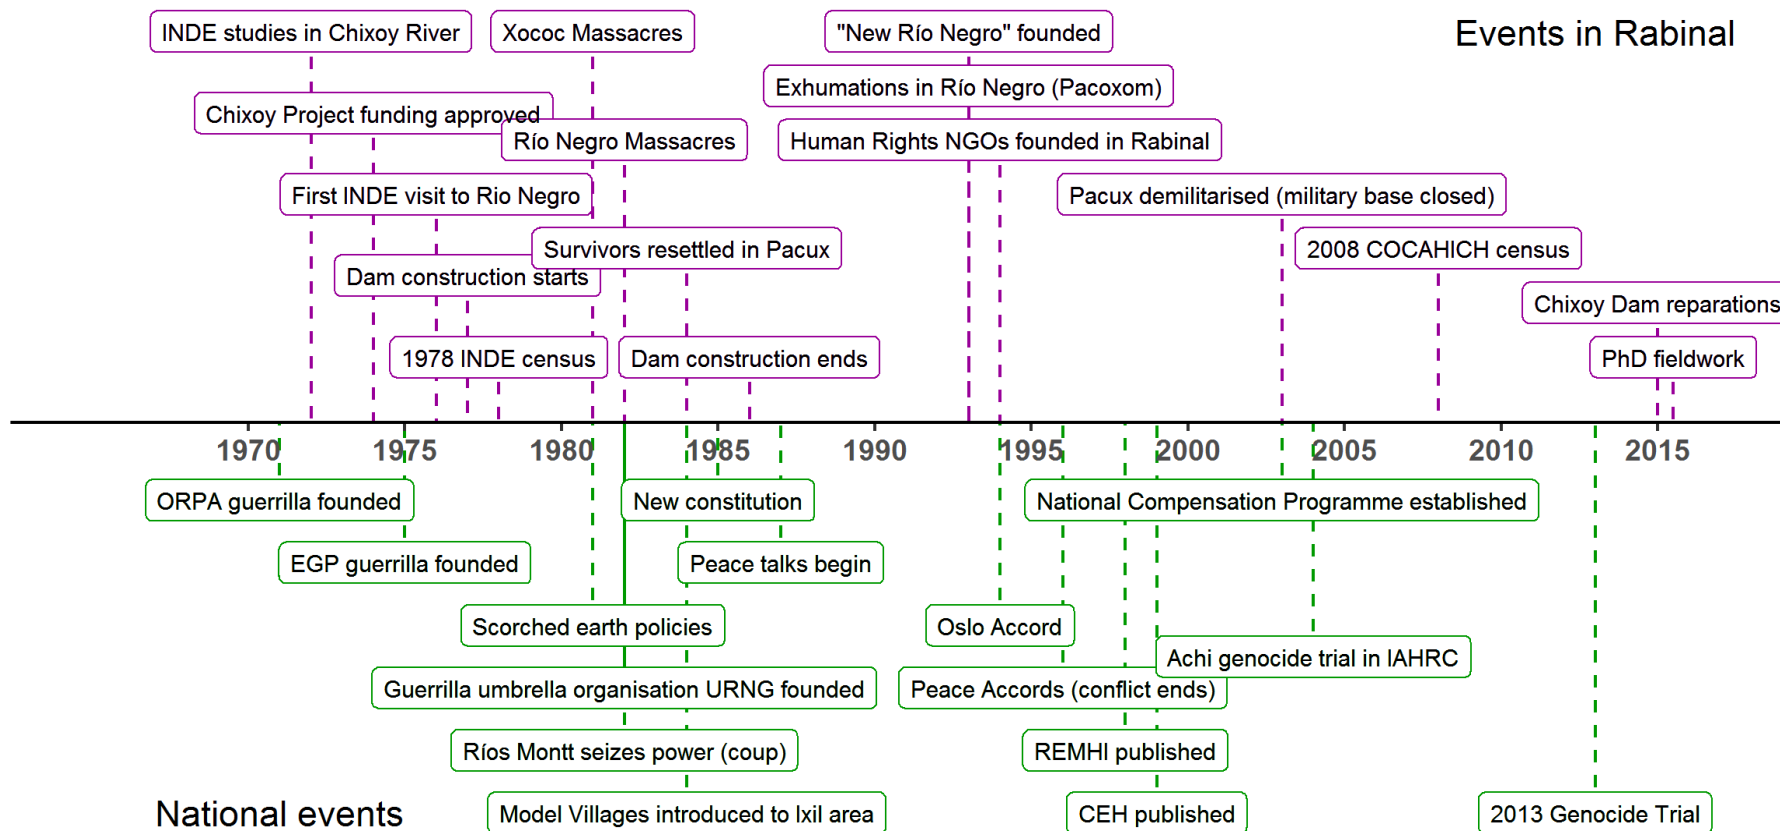 INDE studies in Chixoy River
Xococ Massacres
"New Río Negro" founded
Events in Rabinal
Exhumations in Río Negro (Pacoxom)
Chixoy Project funding approved
Río Negro Massacres
Human Rights NGOs founded in Rabinal
First INDE visit to Rio Negro
Pacux demilitarised (military base closed)
Survivors resettled in Pacux
2008 COCAHICH census
Dam construction starts
Chixoy Dam reparations
1978 INDE census
Dam construction ends
PhD fieldwork
1970 1975 1980 1985 1990 1995 2000 2005 2010 2015
ORPA guerrilla founded
New constitution
National Compensation Programme established
EGP guerrilla founded
Peace talks begin
Scorched earth policies
Oslo Accord
Achi genocide trial in IAHRC
Guerrilla umbrella organisation URNG founded
Peace Accords (conflict ends)
Ríos Montt seizes power (coup)
REMHI published
National events
Model Villages introduced to Ixil area
CEH published
2013 Genocide Trial